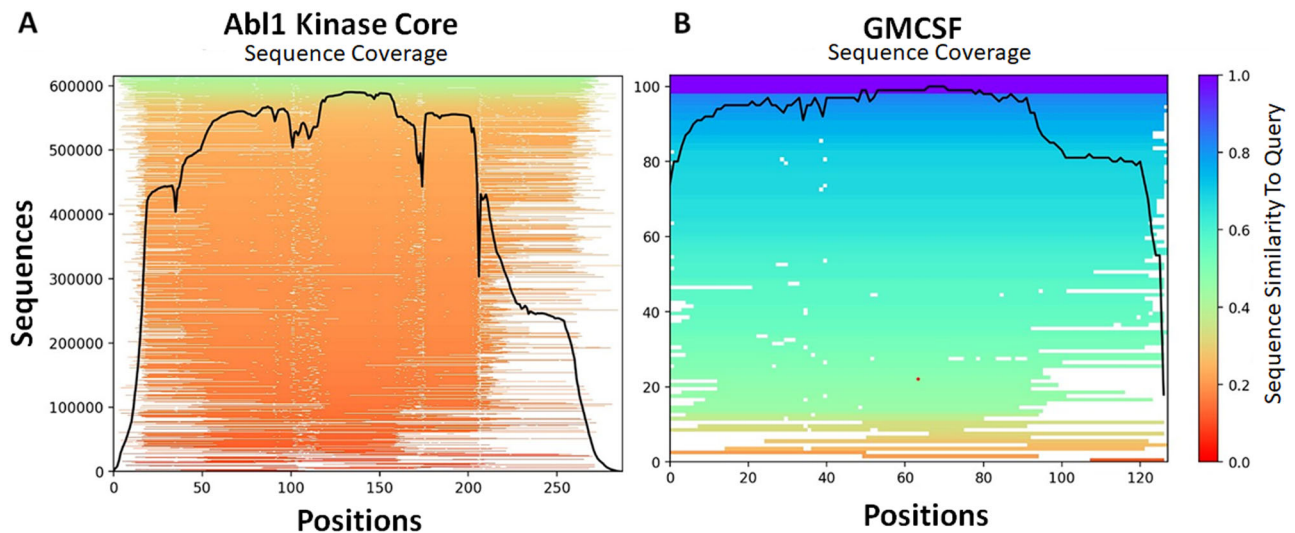 A
Abl1 Kinase Core
Sequence Coverage
Sequences
600000
500000
400000
300000
200000
100000
0
0 50 100 150 200 250
Positions
B
GMCSF
Sequence Coverage
100
80
60
40
20
0
0 20 40 60 80 100 120
Positions
1.0
0.8
0.6
0.4
0.2
0.0
Sequence Similarity To Query